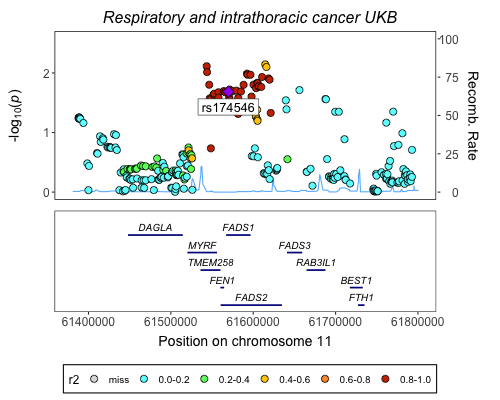 Respiratory and intrathoracic cancer UKB
-log10(p)
2
1
0
rs174546
100
75
50
25
0
Recomb. Rate
DAGLA
FADS1
MYRF
FADS3
TMEM258
RAB3IL1
FEN1
BEST1
FADS2
FTH1
61400000 61500000 61600000 61700000 61800000
Position on chromosome 11
r2 miss 0.0-0.2 0.2-0.4 0.4-0.6 0.6-0.8 0.8-1.0